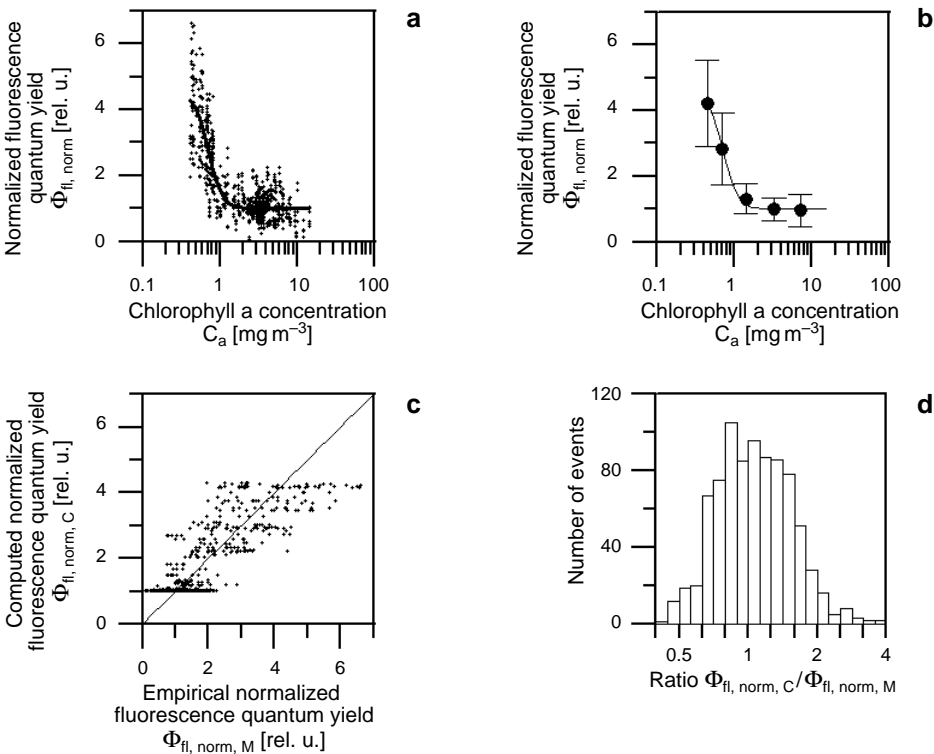 a
Normalized fluorescence
quantum yield
Φfl, norm [rel. u.]
6
4
2
0
0.1 1 10 100
Chlorophyll a concentration
Ca [mg m–3]
b
Normalized fluorescence
quantum yield
Φfl, norm [rel. u.]
6
4
2
0
0.1 1 10 100
Chlorophyll a concentration
Ca [mg m–3]
c
Computed normalized
fluorescence quantum yield
Φfl, norm, C [rel. u.]
6
4
2
0
0 2 4 6
Empirical normalized
fluorescence quantum yield
Φfl, norm, M [rel. u.]
d
Number of events
120
80
40
0
0.5 1 2 4
Ratio Φfl, norm, C/Φfl, norm, M